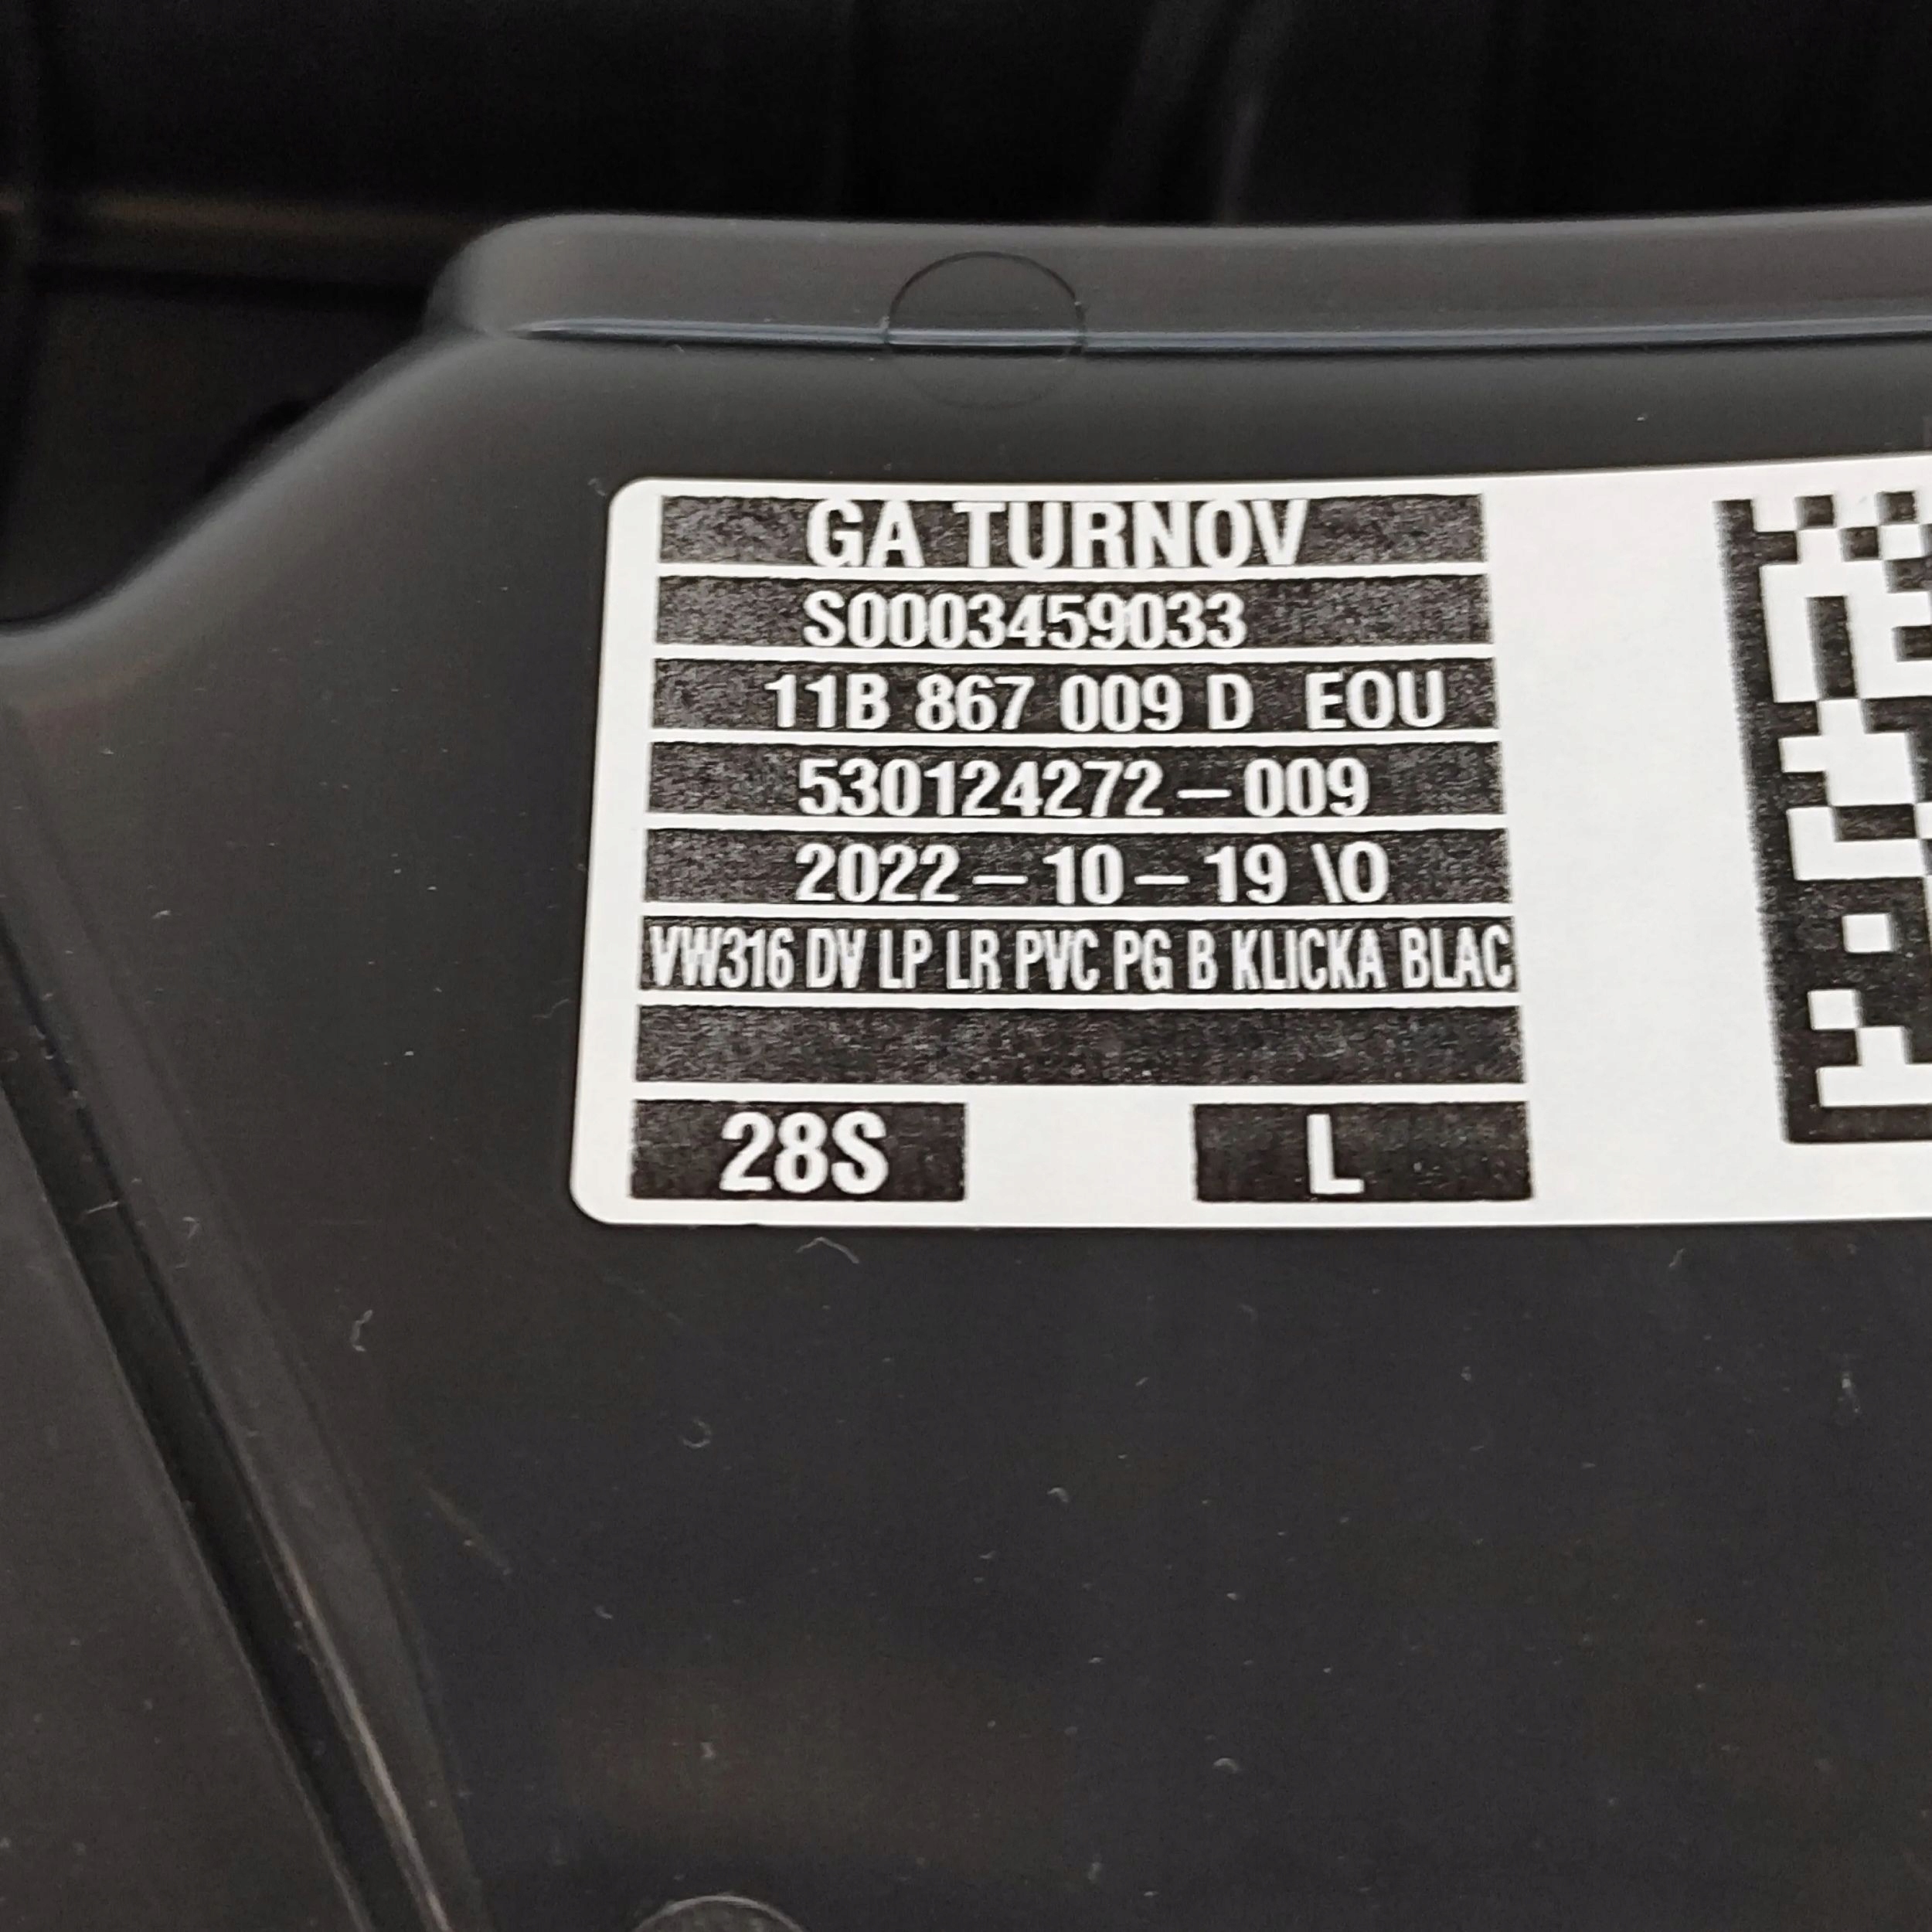 GA TURNOV
S0003459033
11B 867 009 D EOU
530124272-009
2022-10-19 \O
VW316 DV LP LR PVC PG B KLICKA BLAC
28S L